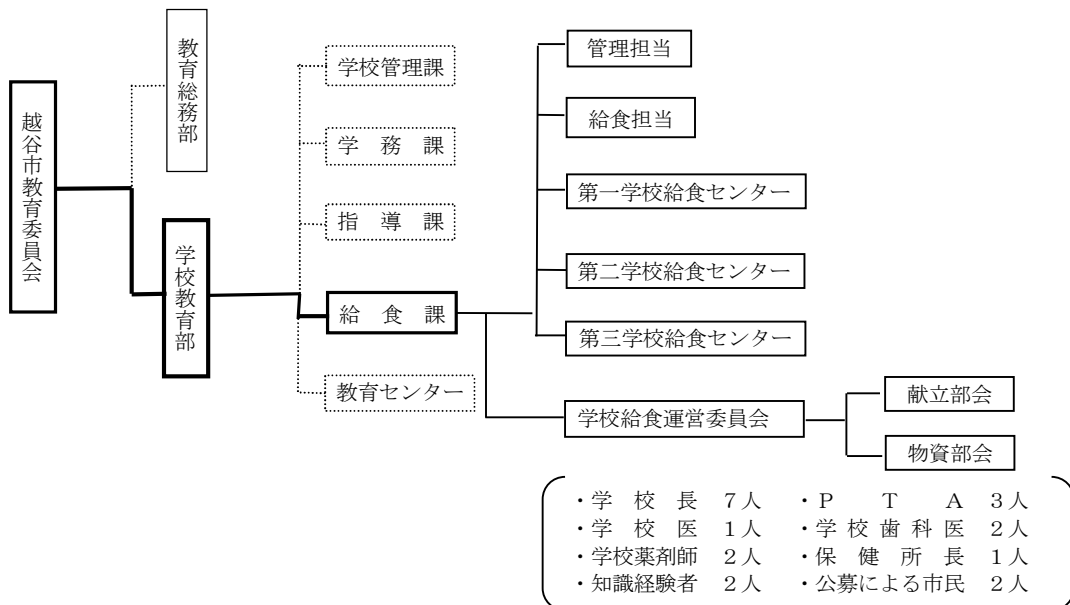 越谷市教育委員会
教育総務部
学校教育部
学校管理課
学務課
指導課
給食課
教育センター
管理担当
給食担当
第一学校給食センター
第二学校給食センター
第三学校給食センター
学校給食運営委員会
献立部会
物資部会
・学校長 7人 ・PTA 3人
・学校医 1人 ・学校歯科医 2人
・学校薬剤師 2人 ・保健所長 1人
・知識経験者 2人 ・公募による市民 2人